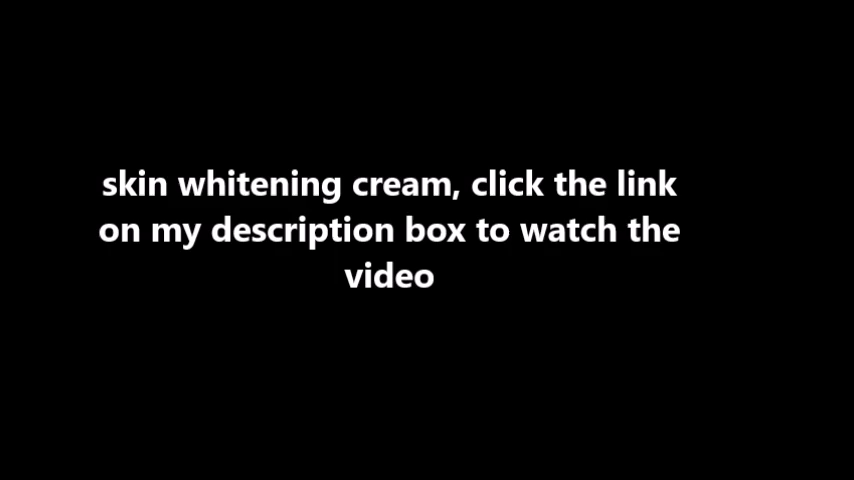 skin whitening cream, click the link
on my description box to watch the
video